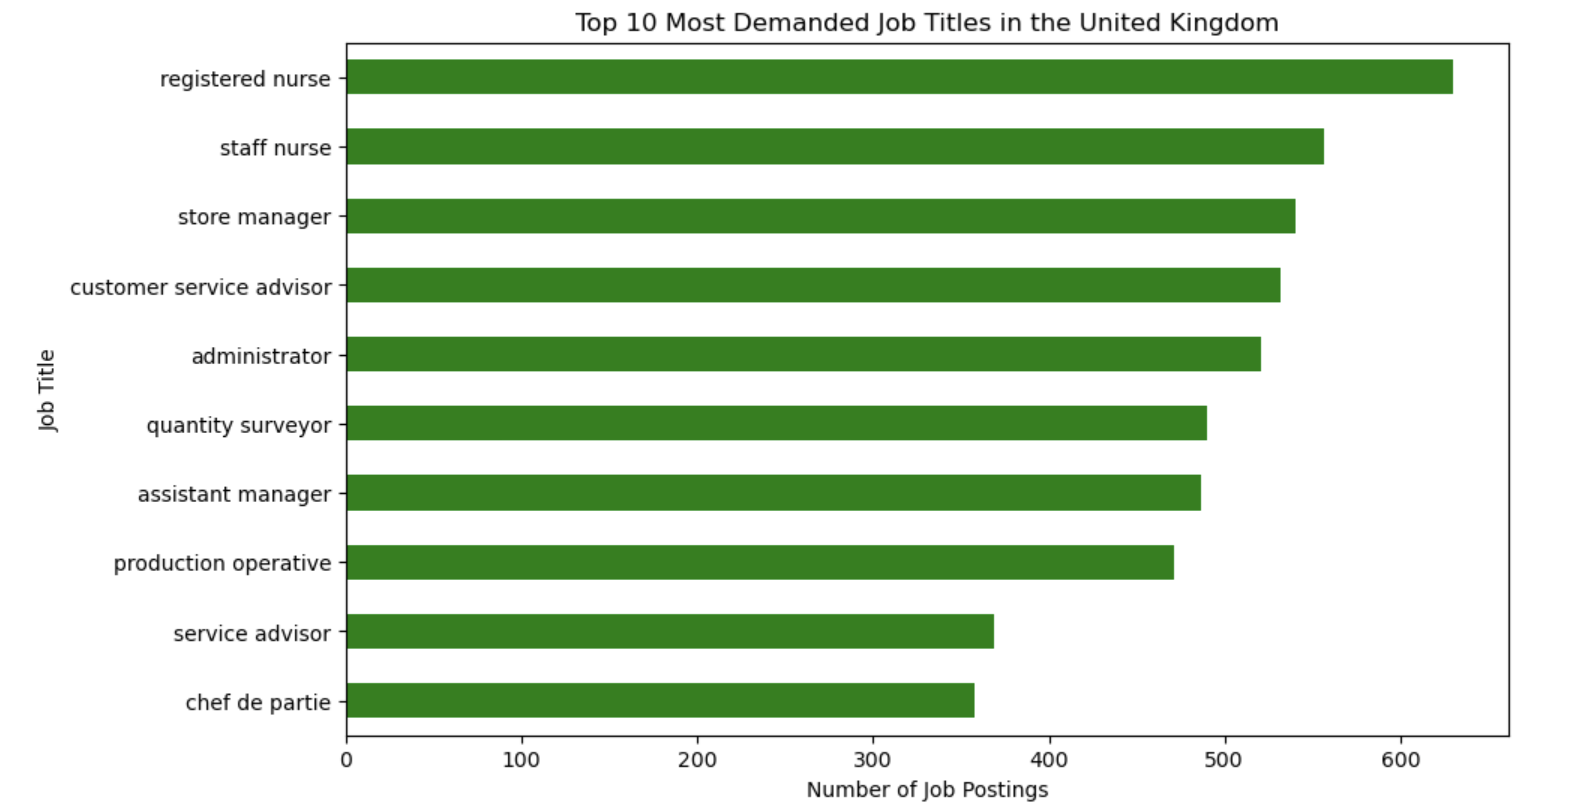 Top 10 Most Demanded Job Titles in the United Kingdom
registered nurse
staff nurse
store manager
customer service advisor
administrator
quantity surveyor
assistant manager
production operative
service advisor
chef de partie
Job Title
0 100 200 300 400 500 600
Number of Job Postings